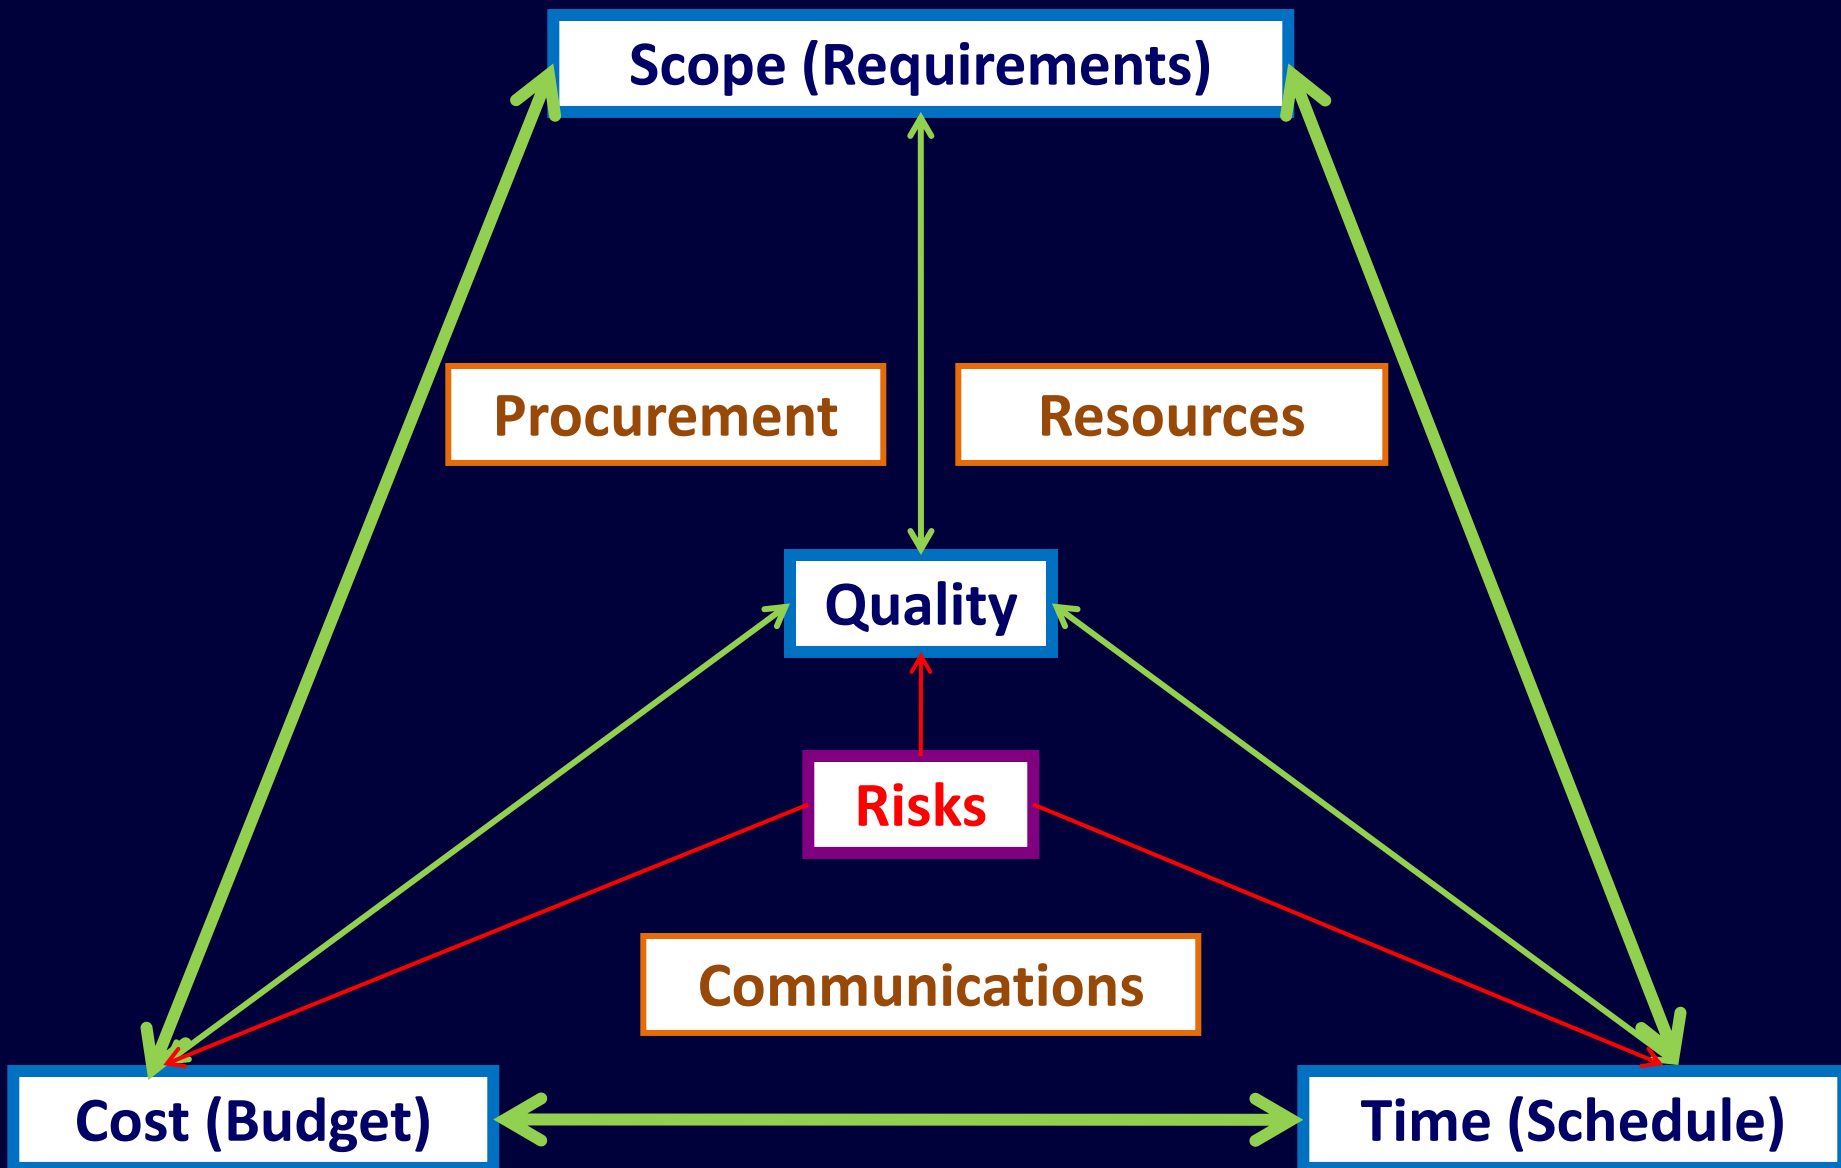 Scope (Requirements)
Procurement
Resources
Quality
Risks
Communications
Cost (Budget)
Time (Schedule)